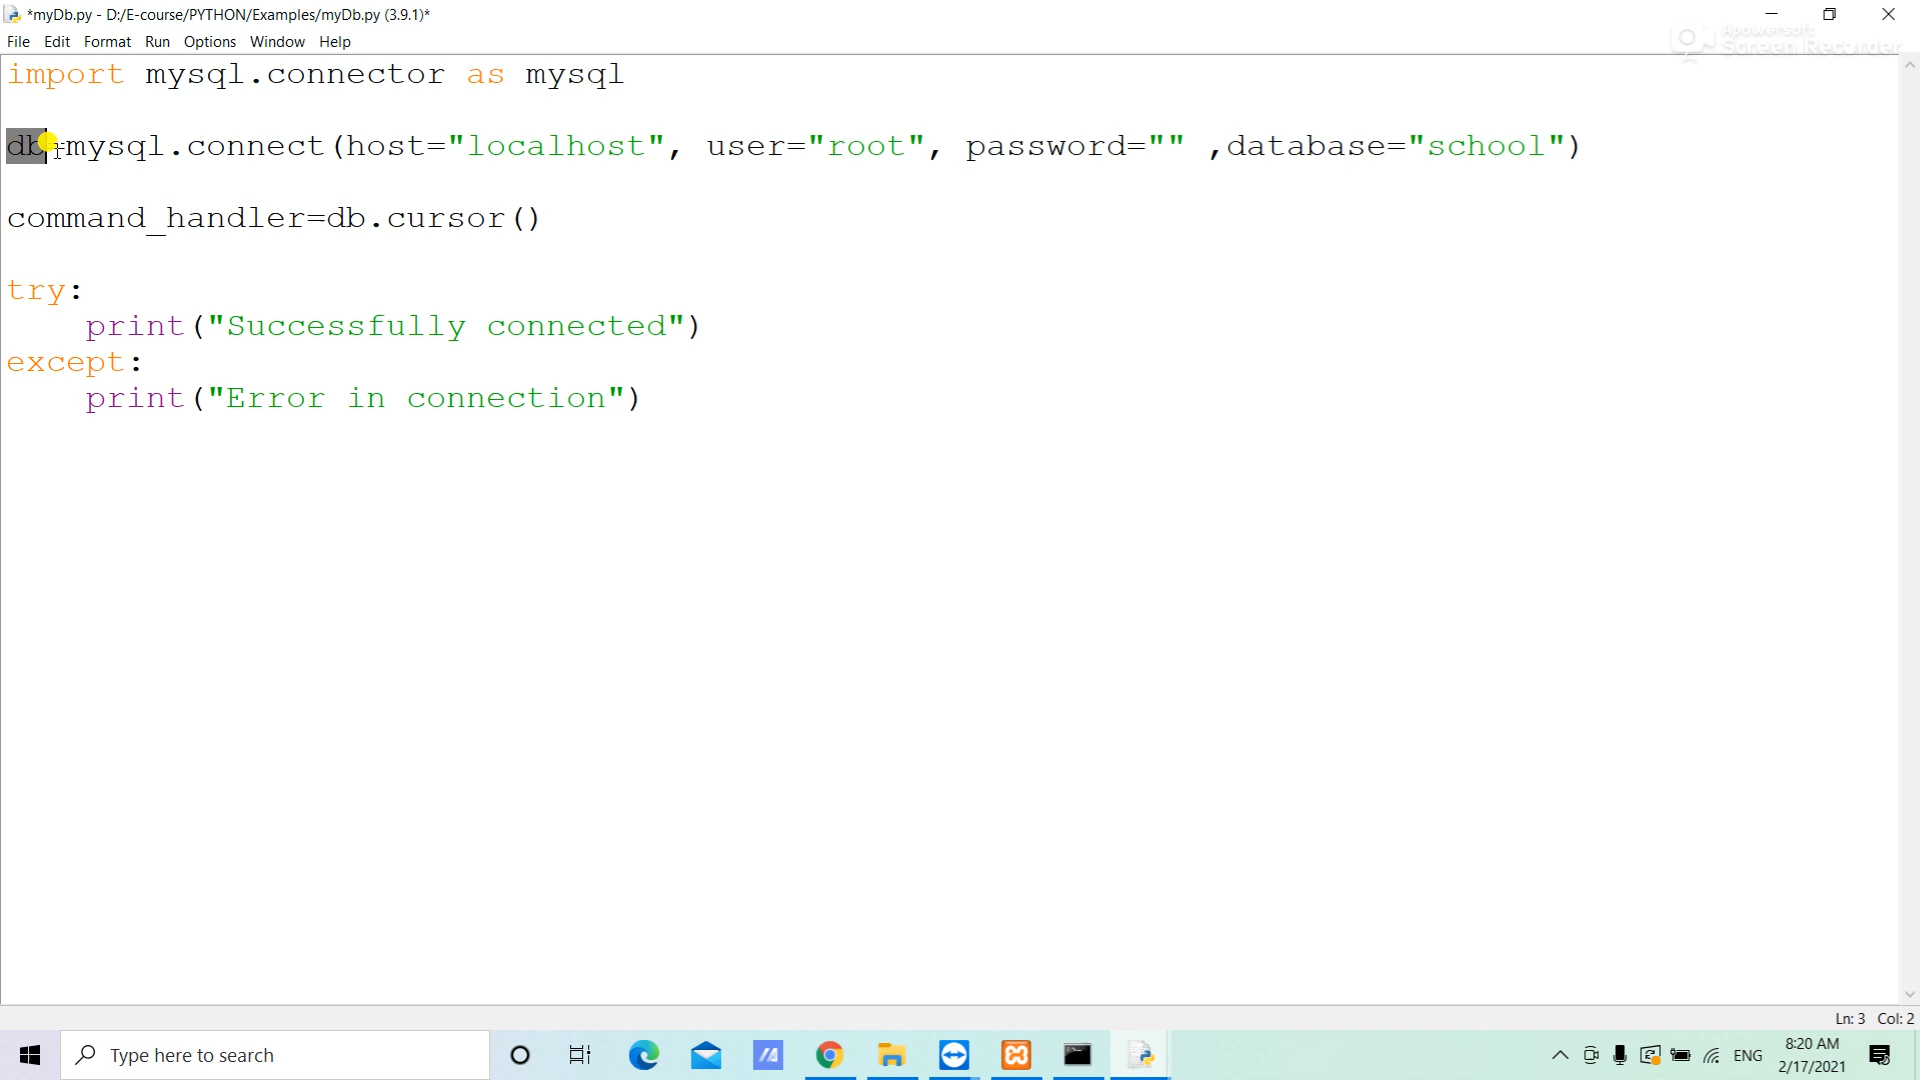 *myDb.py - D:/E-course/PYTHON/Examples/myDb.py (3.9.1)*
File Edit Format Run Options Window Help
Apowersoft
Screen Recorder
import mysql.connector as mysql
db=mysql.connect(host="localhost", user="root", password="" ,database="school")
command_handler=db.cursor()
try:
    print("Successfully connected")
except:
    print("Error in connection")
Ln: 3 Col: 2
Type here to search
ENG
8:20 AM
2/17/2021